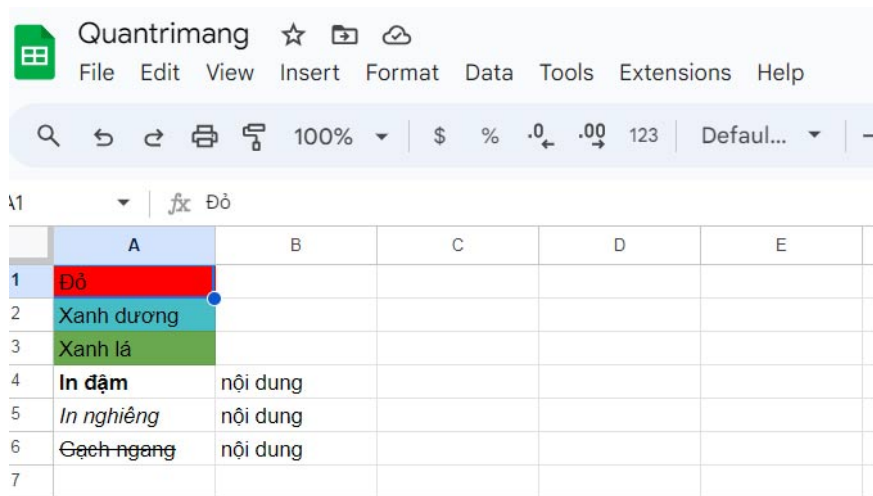 Quantrimang
File Edit View Insert Format Data Tools Extensions Help
100% $ % .0 .00 123 Defaul...
A1 fx Đỏ
A B C D E
1 Đỏ
2 Xanh dương
3 Xanh lá
4 In đậm nội dung
5 In nghiêng nội dung
6 Gạch ngang nội dung
7